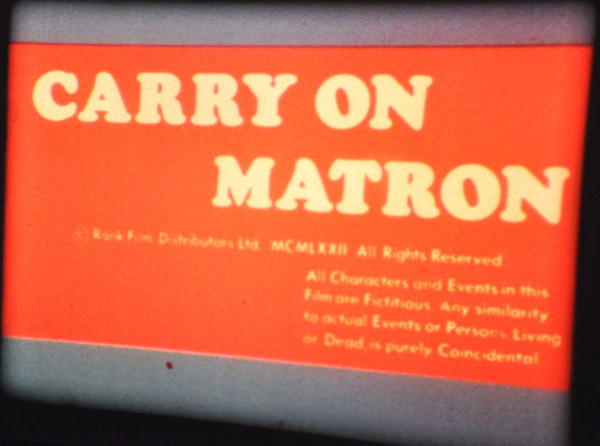 CARRY ON
MATRON
© Rank Film Distributors Ltd. MCMLXXII All Rights Reserved
All Characters and Events in this
Film are Fictitious. Any similarity
to actual Events or Persons, Living
or Dead, is purely Coincidental.